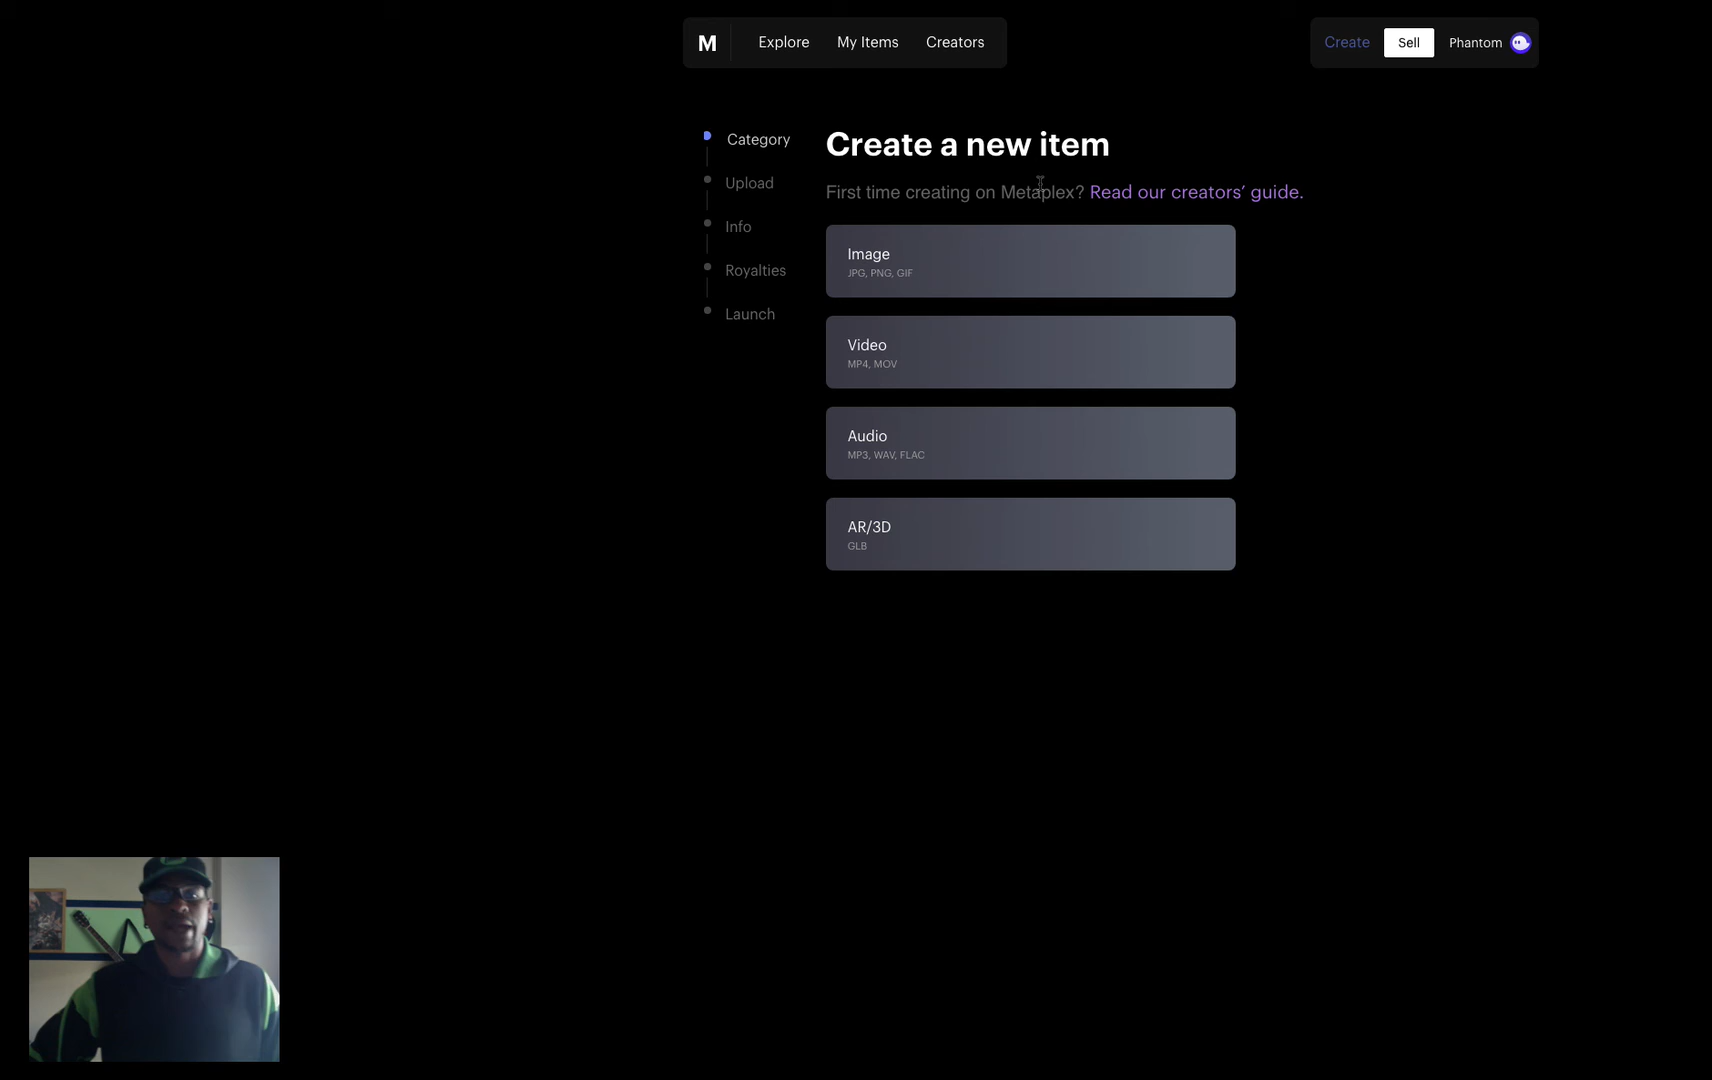 M
Explore
My Items
Creators
Create
Sell
Phantom
Category
Upload
Info
Royalties
Launch
Create a new item
First time creating on Metaplex? Read our creators’ guide.
Image
JPG, PNG, GIF
Video
MP4, MOV
Audio
MP3, WAV, FLAC
AR/3D
GLB